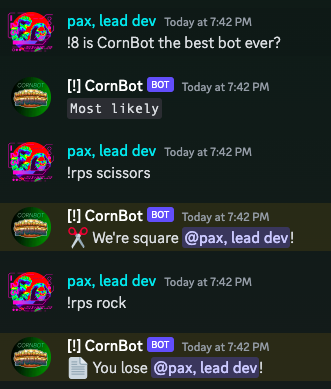 pax, lead dev Today at 7:42 PM
!8 is CornBot the best bot ever?
[!] CornBot BOT Today at 7:42 PM
Most likely
pax, lead dev Today at 7:42 PM
!rps scissors
[!] CornBot BOT Today at 7:42 PM
✂️ We're square @pax, lead dev!
pax, lead dev Today at 7:42 PM
!rps rock
[!] CornBot BOT Today at 7:42 PM
📄 You lose @pax, lead dev!